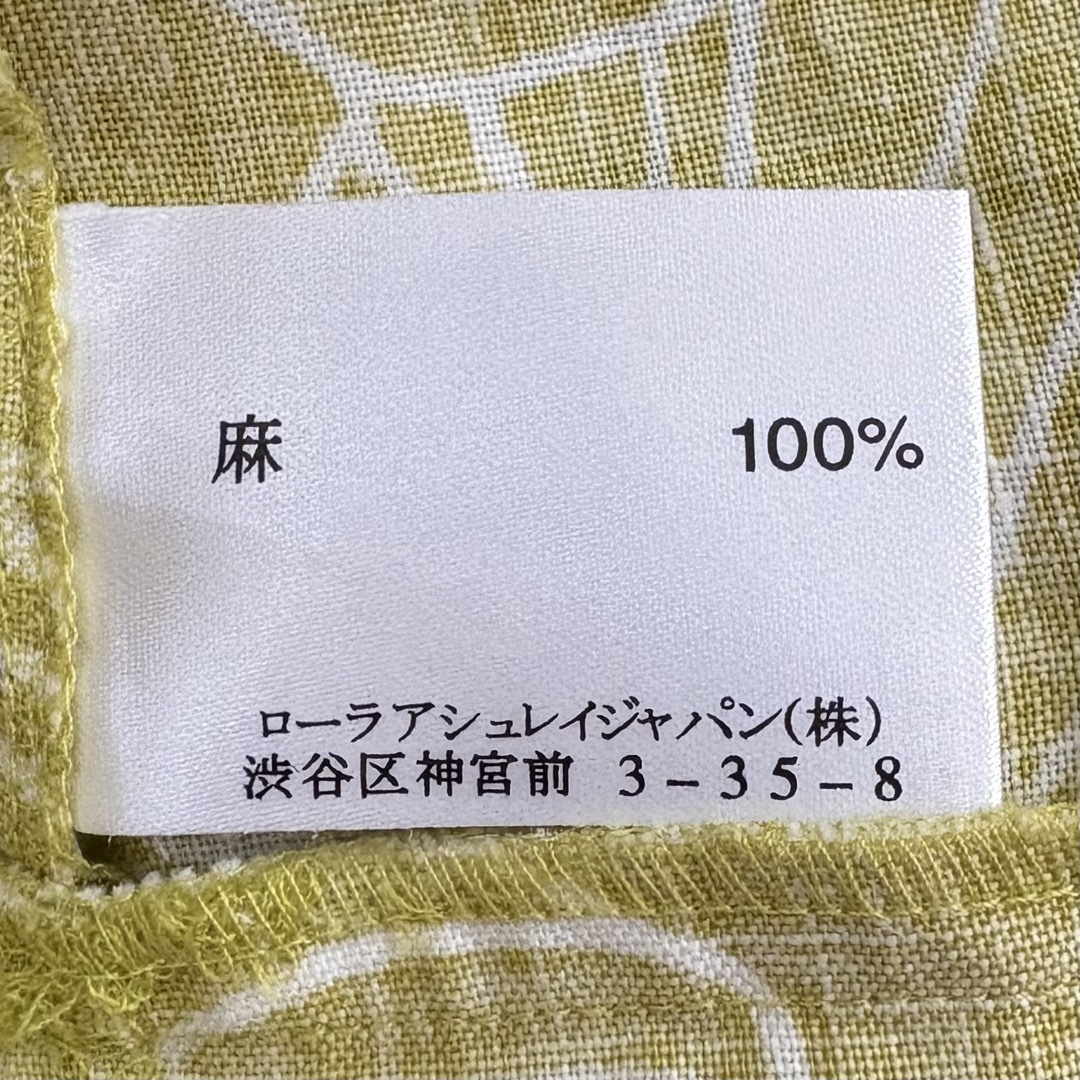 麻 100%
ローラアシュレイジャパン(株)
渋谷区神宮前 3-35-8